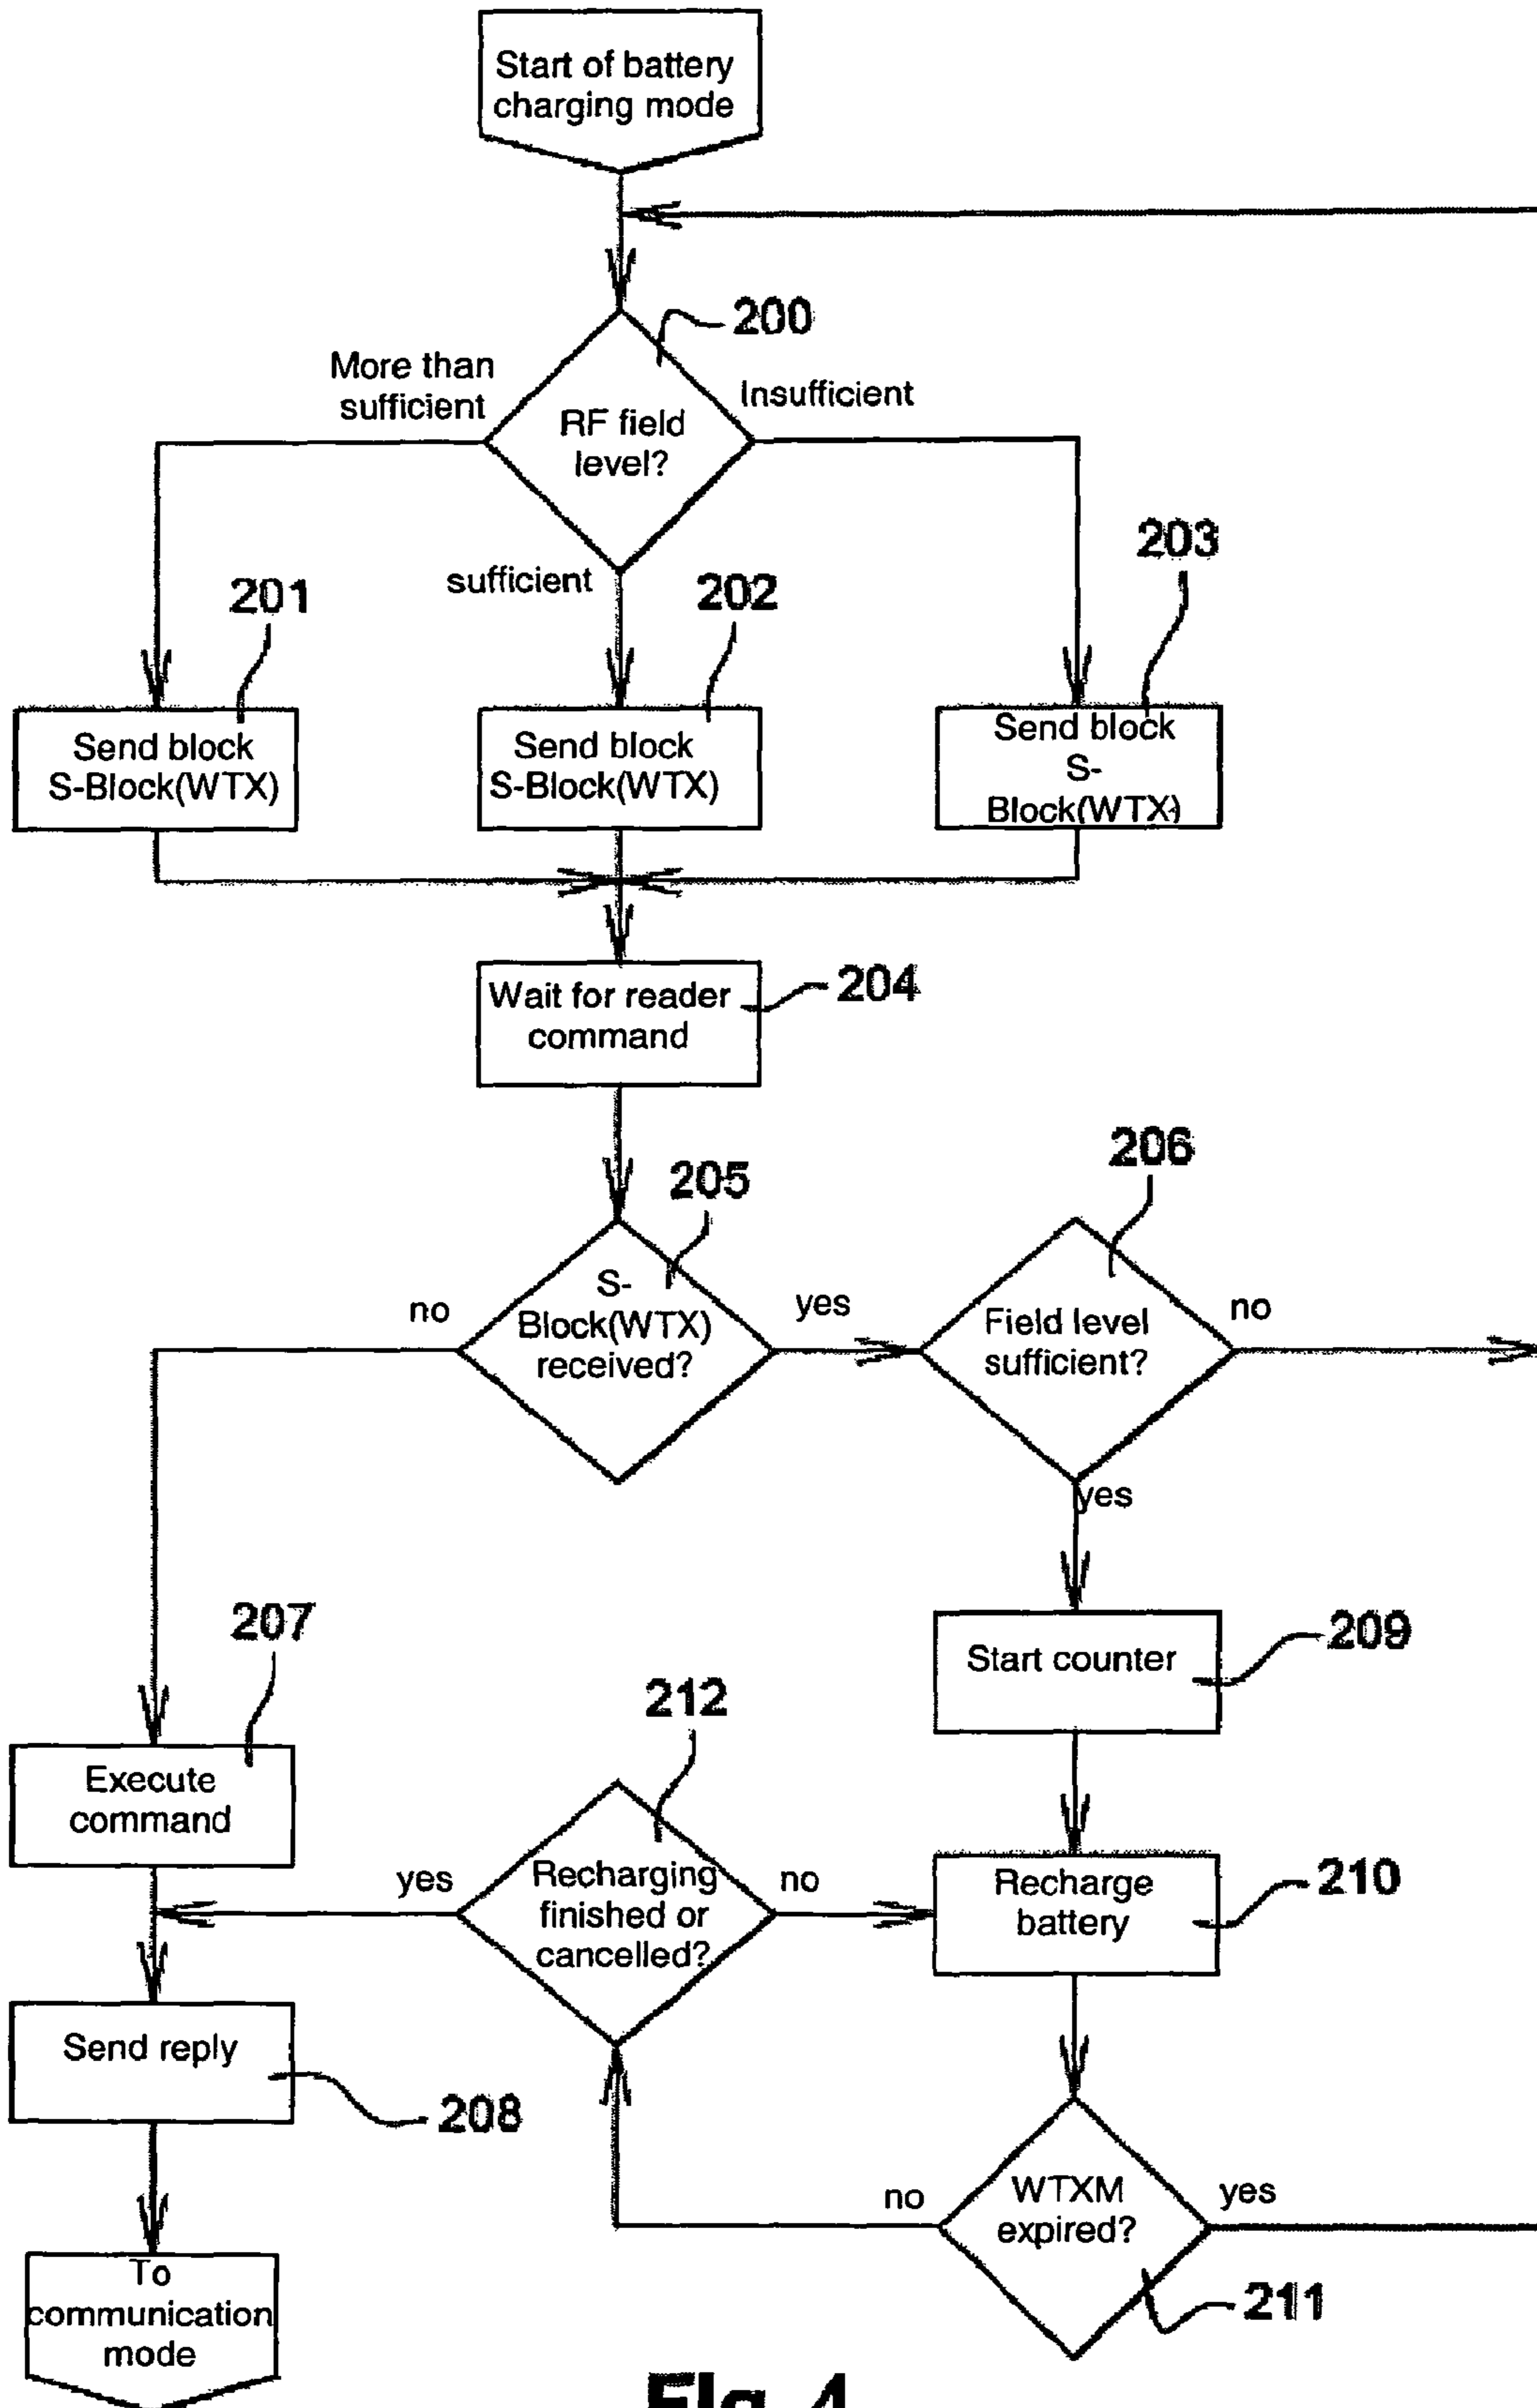 Start of battery
charging mode
200
More than
sufficient
Insufficient
RF field
level?
203
sufficient
201
202
Send block
S-Block(WTX)
Send block
S-Block(WTX)
Send block
S-
Block(WTX)
Wait for reader
command
204
206
205
S-
Block(WTX)
received?
no
yes
Field level
sufficient?
no
yes
207
209
Start counter
212
Execute
command
yes
Recharging
finished or
cancelled?
no
Recharge
battery
210
Send reply
208
no
WTXM
expired?
yes
To
communication
mode
211
FIg. 4